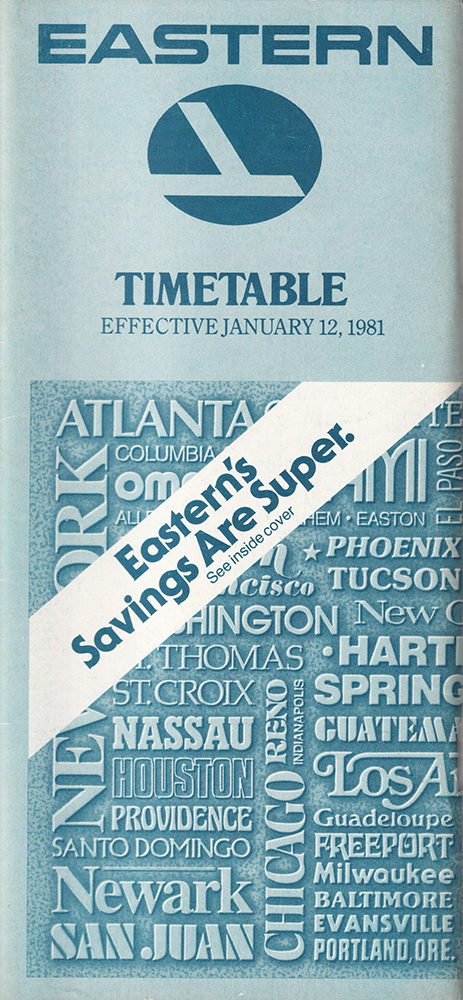 EASTERN
TIMETABLE
EFFECTIVE JANUARY 12, 1981
Eastern's
Savings Are Super.
See inside cover
ATLANTA
COLUMBIA
EL PASO
EASTON
PHOENIX
TUCSON
THOMAS
ST. CROIX
NASSAU
HOUSTON
PROVIDENCE
SANTO DOMINGO
Newark
SAN JUAN
CHICAGO
RENO
INDIANAPOLIS
Guadeloupe
FREEPORT
Milwaukee
BALTIMORE
EVANSVILLE
PORTLAND, ORE.